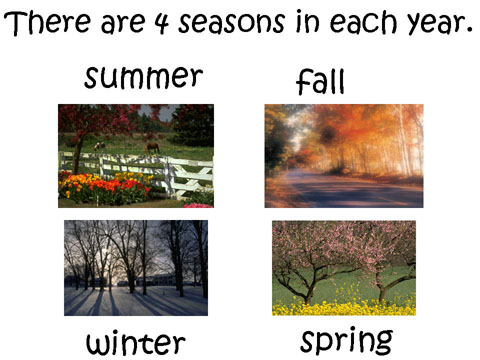 There are 4 seasons in each year.
summer fall
winter spring